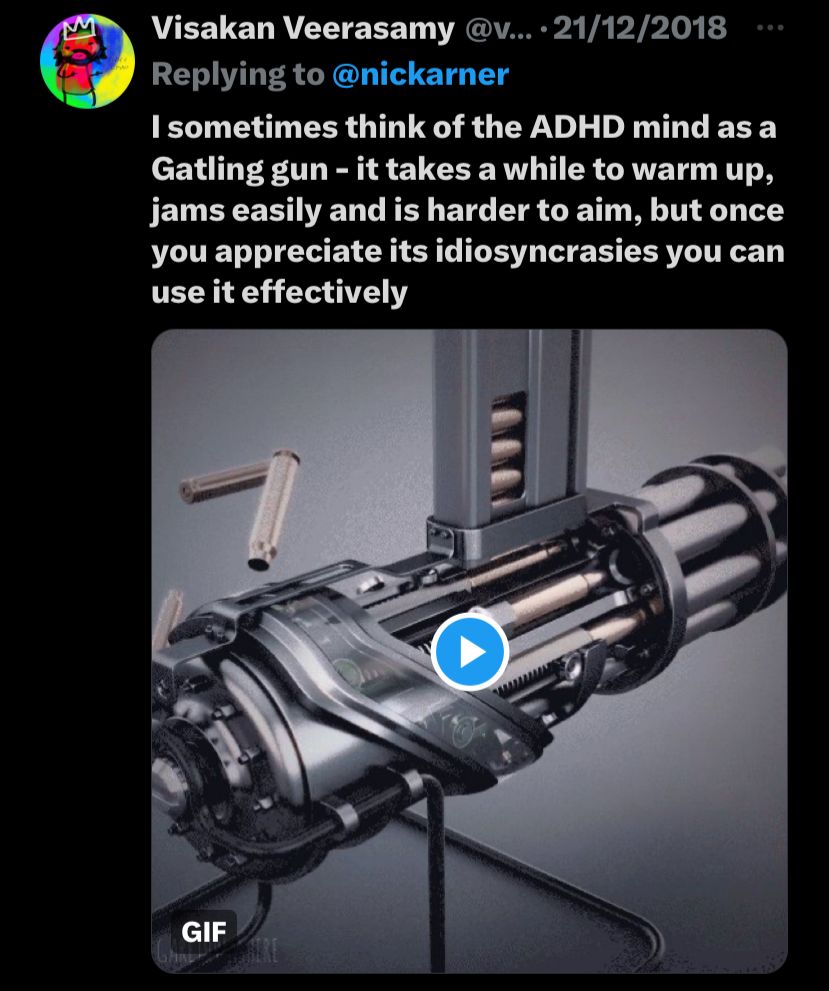 Visakan Veerasamy @v... · 21/12/2018 ...
Replying to @nickarner
I sometimes think of the ADHD mind as a
Gatling gun - it takes a while to warm up,
jams easily and is harder to aim, but once
you appreciate its idiosyncrasies you can
use it effectively
GIF